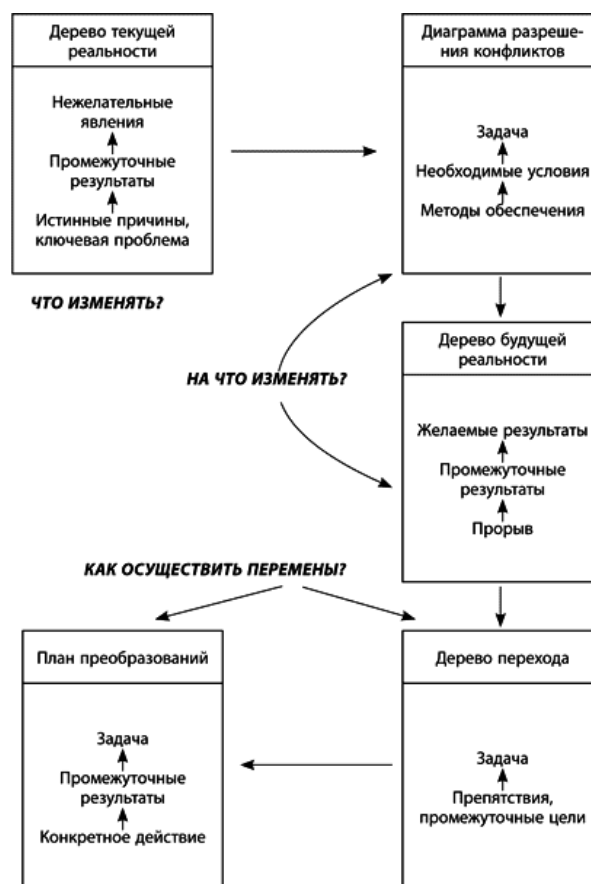 Дерево текущей
реальности
Нежелательные
явления
Промежуточные
результаты
Истинные причины,
ключевая проблема
ЧТО ИЗМЕНЯТЬ?
Диаграмма разреше-
ния конфликтов
Задача
Необходимые условия
Методы обеспечения
НА ЧТО ИЗМЕНЯТЬ?
Дерево будущей
реальности
Желаемые результаты
Промежуточные
результаты
Прорыв
КАК ОСУЩЕСТВИТЬ ПЕРЕМЕНЫ?
План преобразований
Задача
Промежуточные
результаты
Конкретное действие
Дерево перехода
Задача
Препятствия,
промежуточные цели